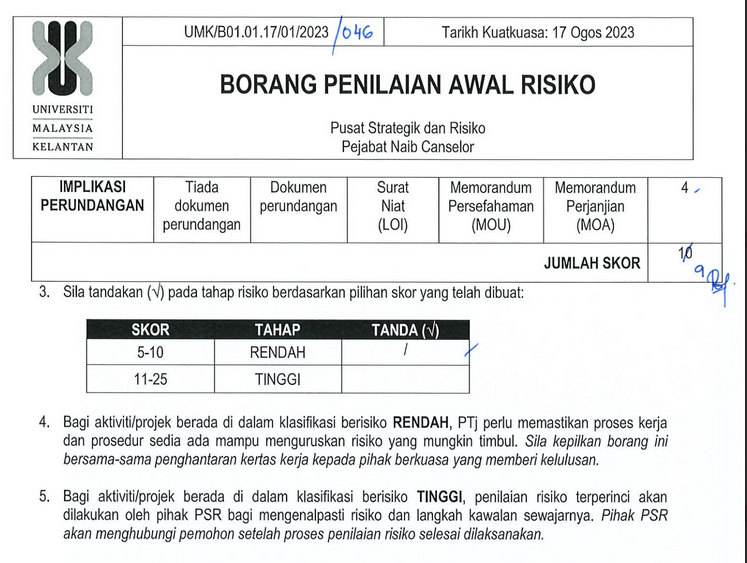 UMK/B01.01.17/01/2023 /046
Tarikh Kuatkuasa: 17 Ogos 2023
UNIVERSITI
MALAYSIA
KELANTAN
BORANG PENILAIAN AWAL RISIKO
Pusat Strategik dan Risiko
Pejabat Naib Canselor
IMPLIKASI PERUNDANGAN
Tiada dokumen perundangan
Dokumen perundangan
Surat Niat (LOI)
Memorandum Persefahaman (MOU)
Memorandum Perjanjian (MOA)
4
JUMLAH SKOR
10
9
3. Sila tandakan (√) pada tahap risiko berdasarkan pilihan skor yang telah dibuat:
SKOR TAHAP TANDA (√)
5-10 RENDAH /
11-25 TINGGI
4. Bagi aktiviti/projek berada di dalam klasifikasi berisiko RENDAH, PTj perlu memastikan proses kerja
dan prosedur sedia ada mampu menguruskan risiko yang mungkin timbul. Sila kepilkan borang ini
bersama-sama penghantaran kertas kerja kepada pihak berkuasa yang memberi kelulusan.
5. Bagi aktiviti/projek berada di dalam klasifikasi berisiko TINGGI, penilaian risiko terperinci akan
dilakukan oleh pihak PSR bagi mengenalpasti risiko dan langkah kawalan sewajarnya. Pihak PSR
akan menghubungi pemohon setelah proses penilaian risiko selesai dilaksanakan.